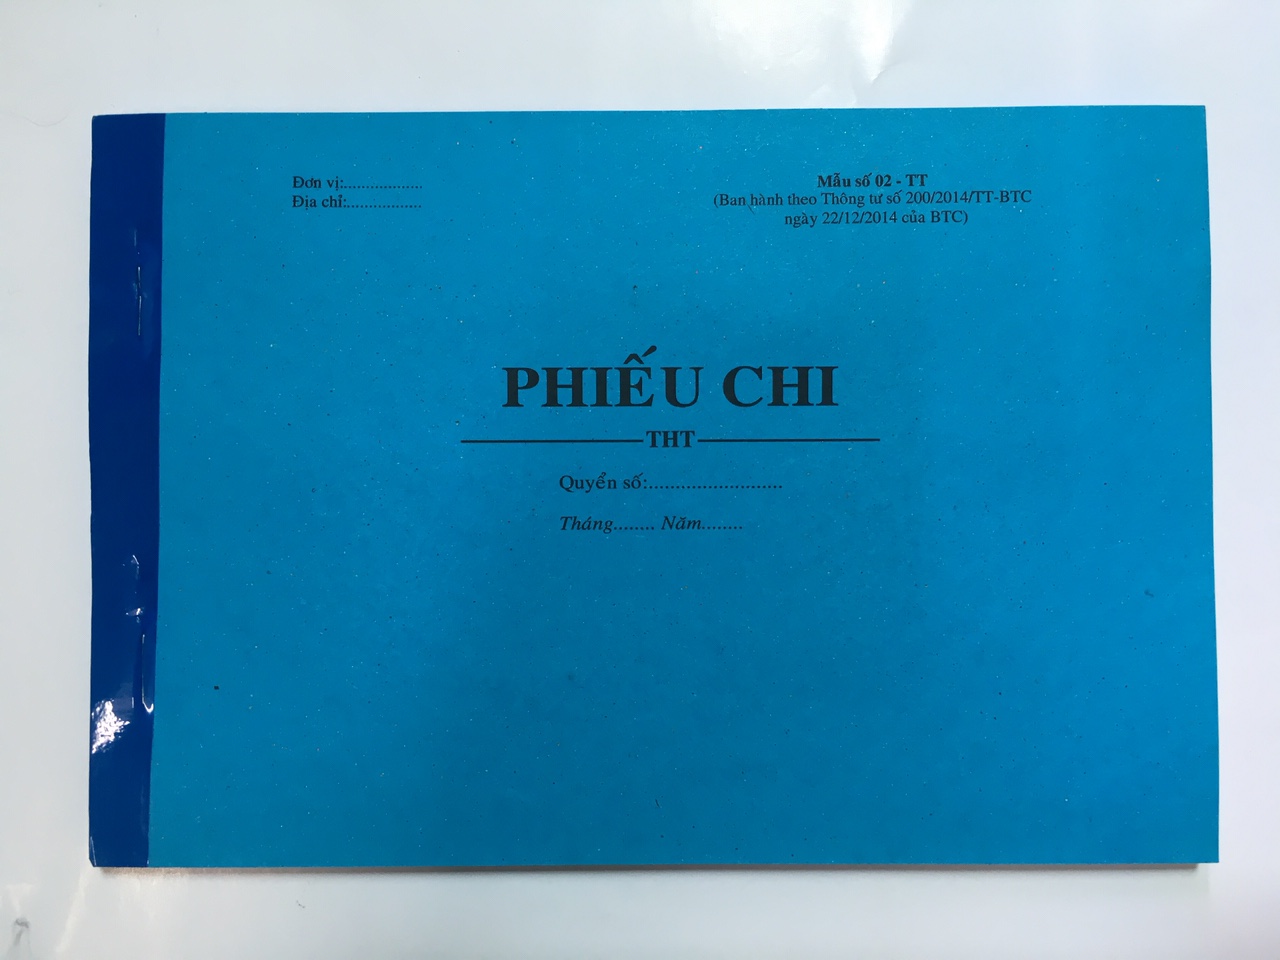 Đơn vị:..................
Địa chỉ:.................
Mẫu số 02 - TT
(Ban hành theo Thông tư số 200/2014/TT-BTC
ngày 22/12/2014 của BTC)
PHIẾU CHI
THT
Quyển số:.........................
Tháng........ Năm........